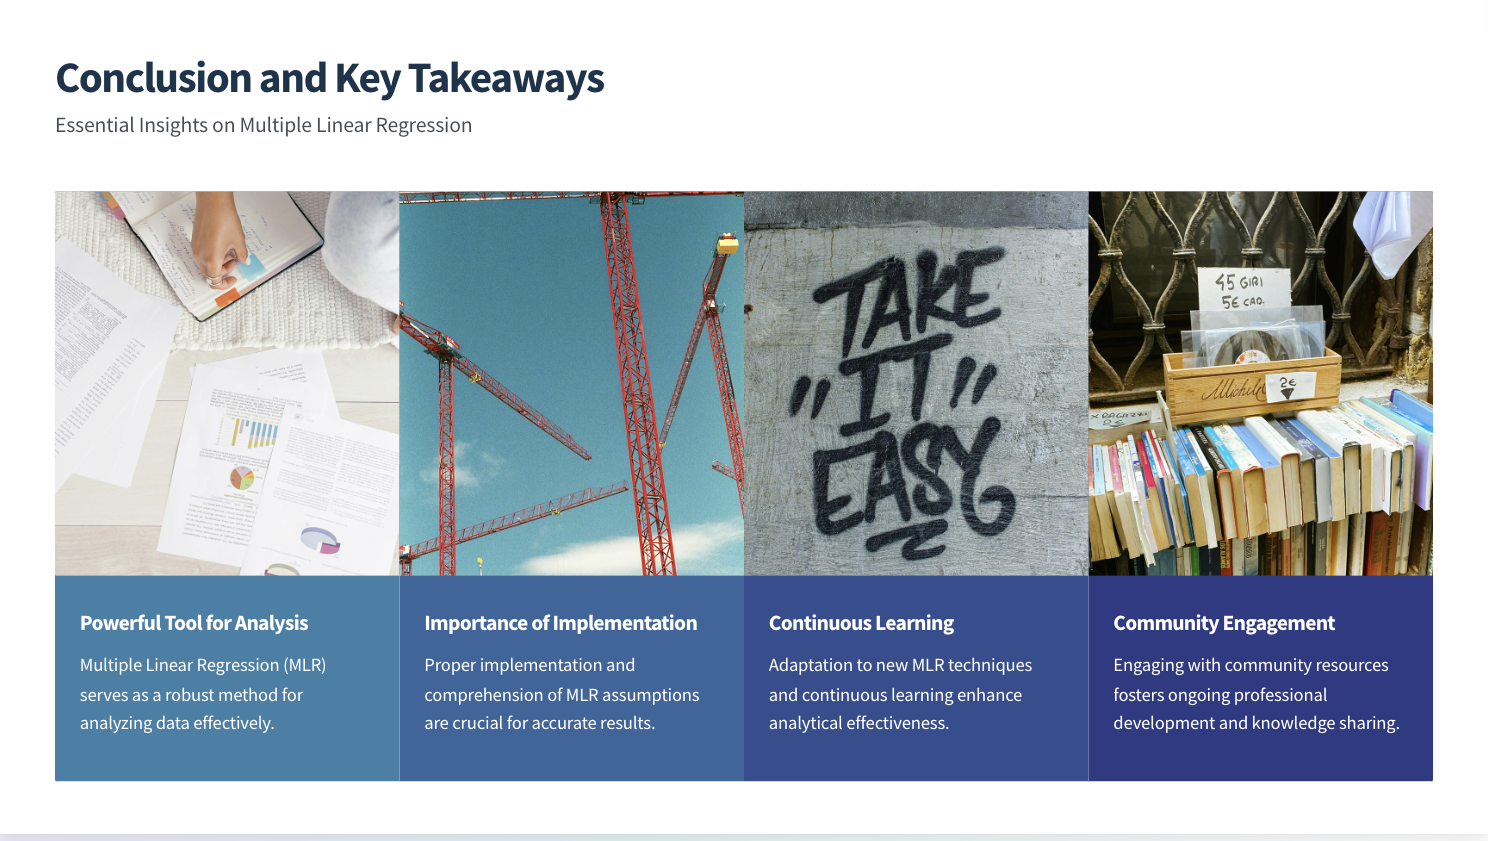 Conclusion and Key Takeaways
Essential Insights on Multiple Linear Regression
TAKE
"IT"
EASY
45 GIRI
5€ CAD.
2€
Powerful Tool for Analysis
Multiple Linear Regression (MLR)
serves as a robust method for
analyzing data effectively.
Importance of Implementation
Proper implementation and
comprehension of MLR assumptions
are crucial for accurate results.
Continuous Learning
Adaptation to new MLR techniques
and continuous learning enhance
analytical effectiveness.
Community Engagement
Engaging with community resources
fosters ongoing professional
development and knowledge sharing.